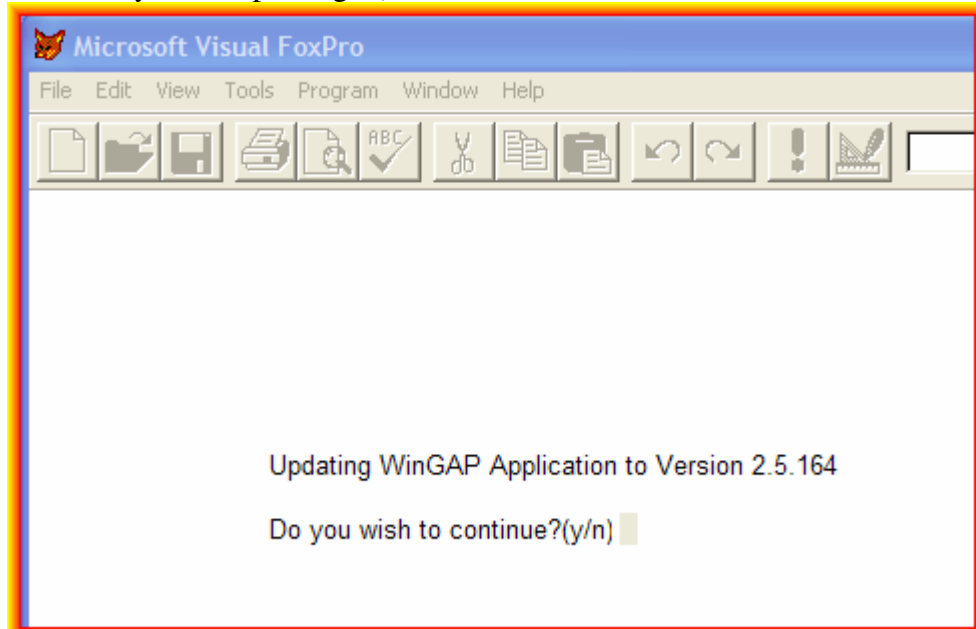 Microsoft Visual FoxPro
File Edit View Tools Program Window Help
ABC
Updating WinGAP Application to Version 2.5.164
Do you wish to continue?(y/n)